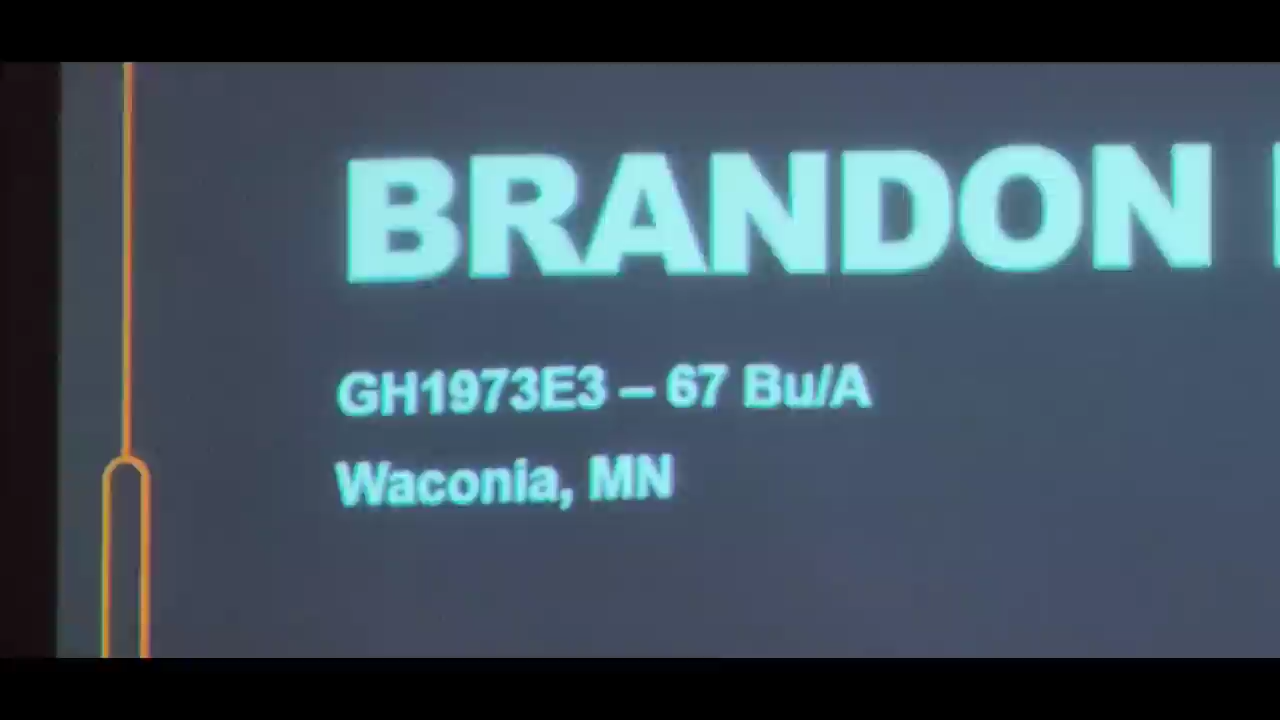 BRANDON
GH1973E3 – 67 Bu/A
Waconia, MN